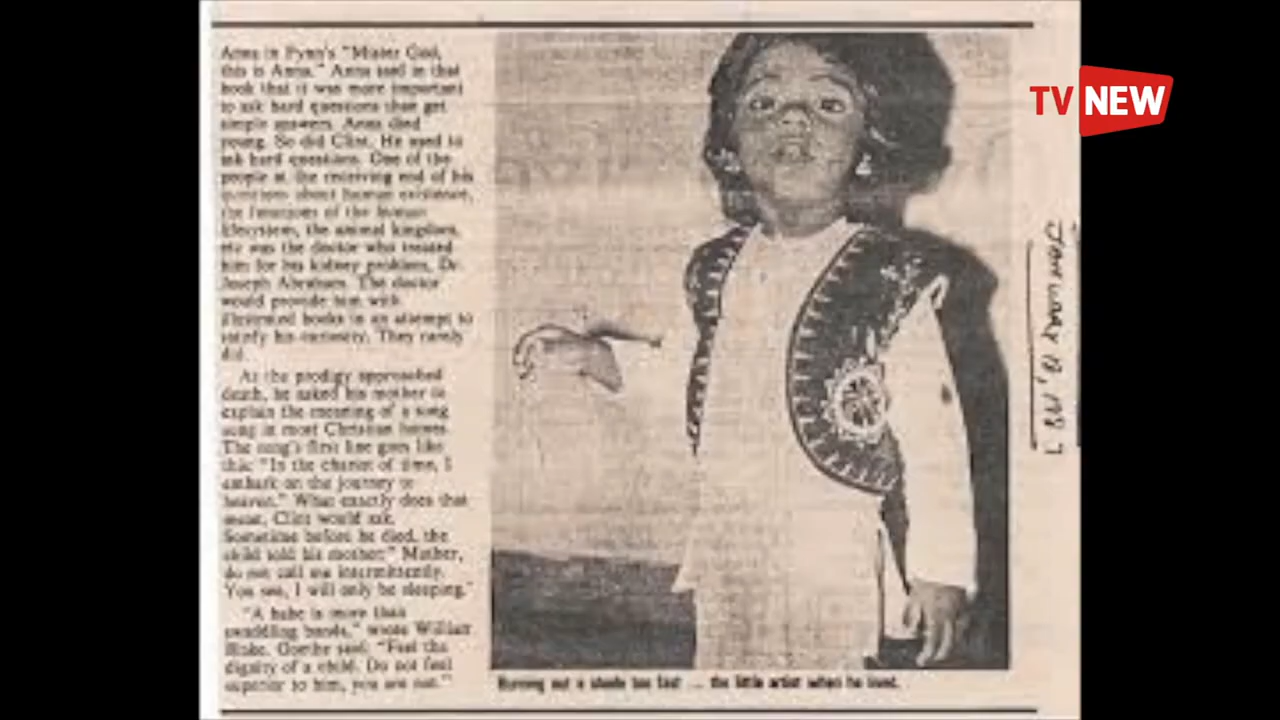 Anna in Fynn's "Mister God,
this is Anna." Anna said in that
book that it was more important
to ask hard questions than get
simple answers. Anna died
young. So did Clint. He used to
ask hard questions. One of the
people at the receiving end of his
questions about human existence,
the functions of the human
the animal kingdom,
etc was the doctor who treated
him for his kidney problem, Dr.
Joseph Abraham. The doctor
would provide him with
illustrated books in an attempt to
satisfy his curiosity. They rarely
did.
As the prodigy approached
death, he asked his mother to
explain the meaning of a song
sung in most Christian homes.
The song's first line goes like
this: "In the chariot of time, I
embark on the journey to
heaven." What exactly does that
mean, Clint would ask.
Sometime before he died, the
child told his mother:" Mother,
do not call me intermittently.
You see, I will only be sleeping."
"A babe is more than
swaddling bands," wrote William
Blake. Goethe said: "Feel the
dignity of a child. Do not feel
superior to him, you are not."
Burning out a shade too fast ... the little artist when he lived.
TV NEW